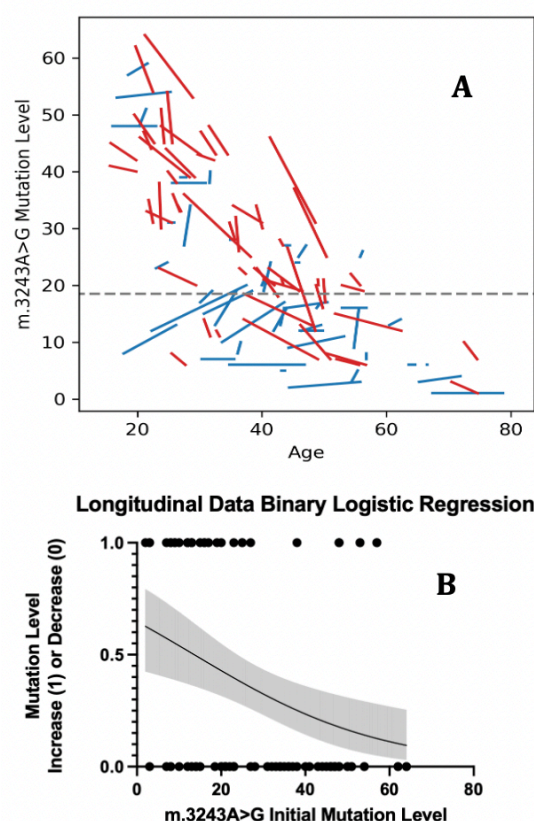 A
m.3243A>G Mutation Level
60
50
40
30
20
10
0
20
40
60
80
Age
Longitudinal Data Binary Logistic Regression
B
Mutation Level
Increase (1) or Decrease (0)
1.0
0.5
0.0
0
20
40
60
80
m.3243A>G Initial Mutation Level